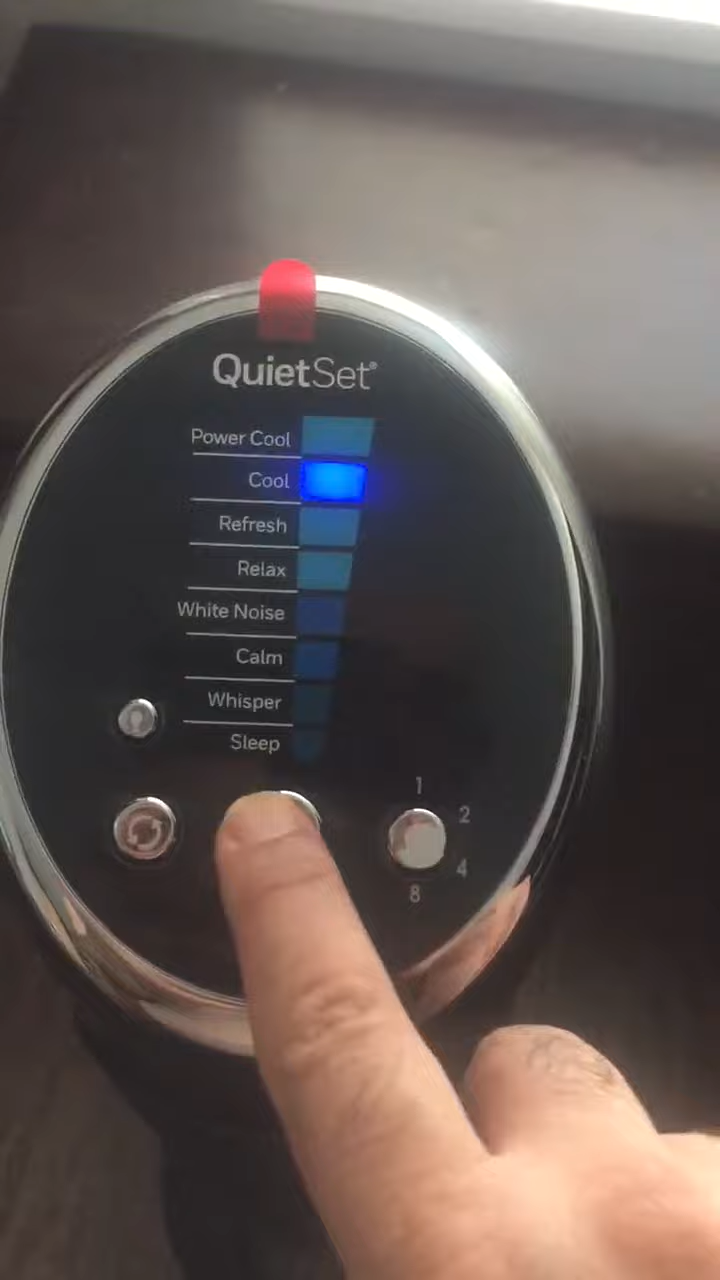 QuietSet®
Power Cool
Cool
Refresh
Relax
White Noise
Calm
Whisper
Sleep
1
2
4
8